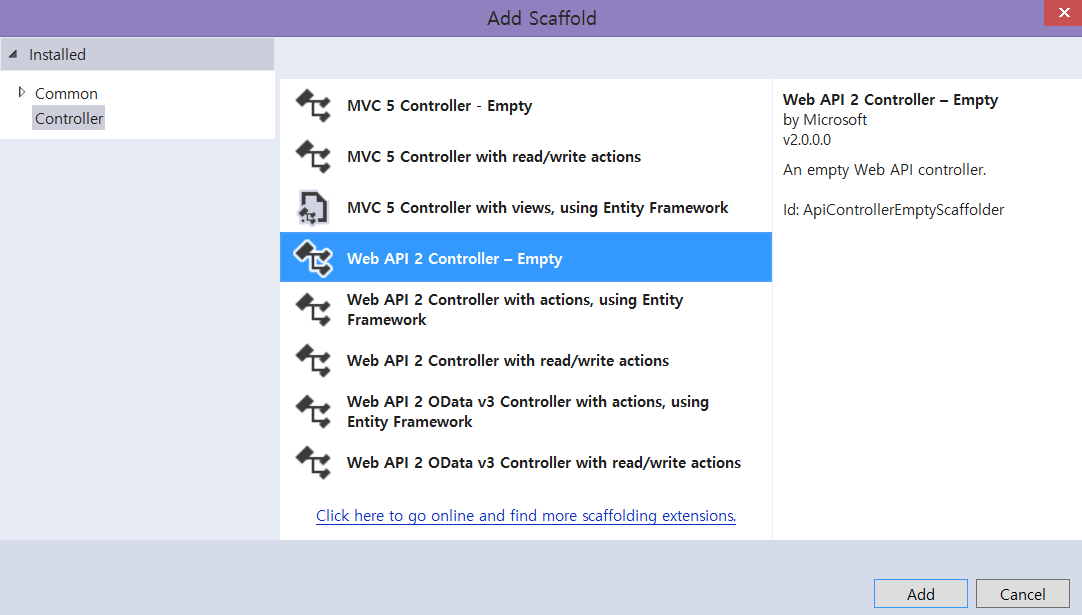 Add Scaffold
Installed
Common
Controller
MVC 5 Controller - Empty
MVC 5 Controller with read/write actions
MVC 5 Controller with views, using Entity Framework
Web API 2 Controller – Empty
Web API 2 Controller with actions, using Entity
Framework
Web API 2 Controller with read/write actions
Web API 2 OData v3 Controller with actions, using
Entity Framework
Web API 2 OData v3 Controller with read/write actions
Click here to go online and find more scaffolding extensions.
Web API 2 Controller – Empty
by Microsoft
v2.0.0.0
An empty Web API controller.
Id: ApiControllerEmptyScaffolder
Add
Cancel